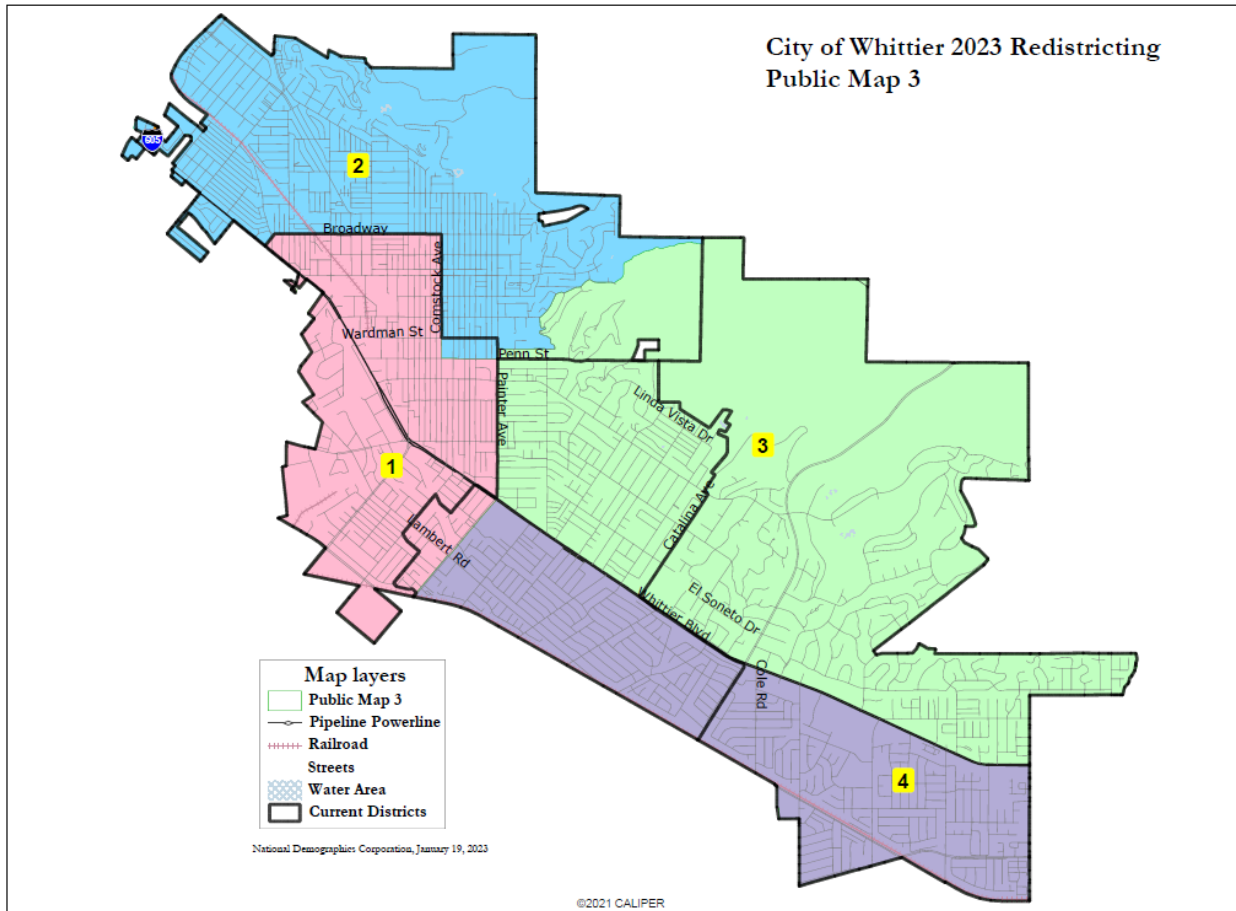 City of Whittier 2023 Redistricting
Public Map 3
605
2
Broadway
Comstock Ave
Wardman St
Penn St
Painter Ave
Linda Vista Dr
3
1
Catalina Ave
Lambert Rd
El Soneto Dr
Whittier Blvd
Cole Rd
4
Map layers
Public Map 3
Pipeline Powerline
Railroad
Streets
Water Area
Current Districts
National Demographics Corporation, January 19, 2023
©2021 CALIPER